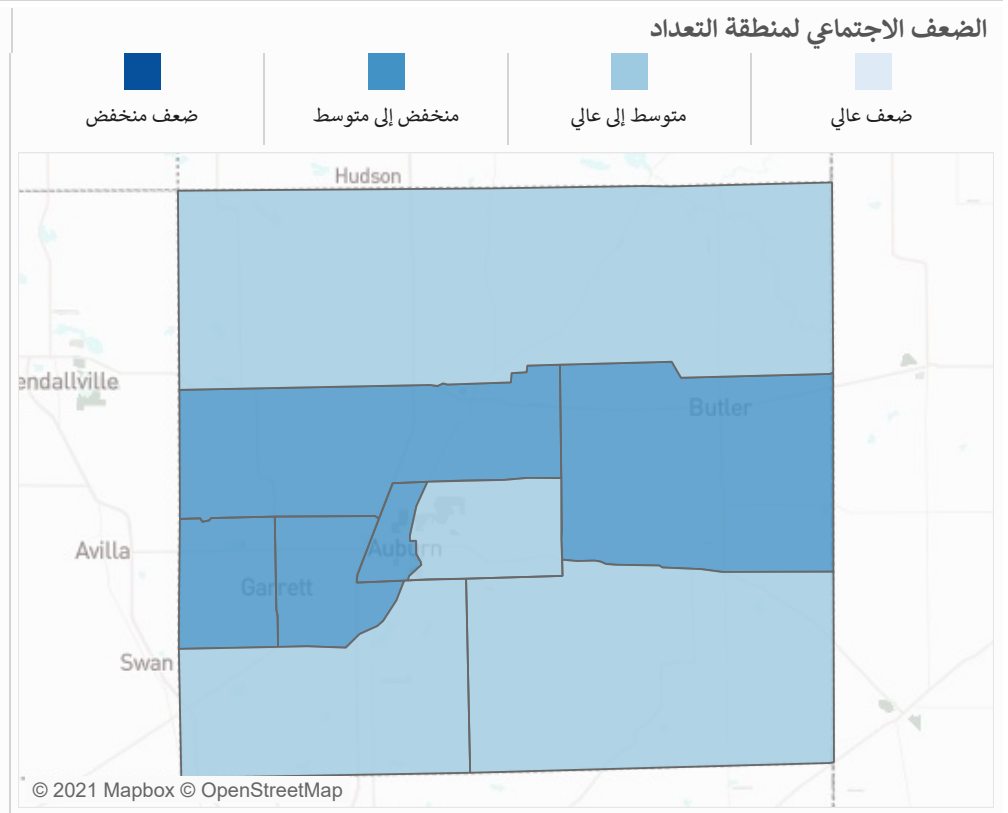 الضعف الاجتماعي لمنطقة التعداد
ضعف عالي
متوسط إلى عالي
منخفض إلى متوسط
ضعف منخفض
Hudson
endallville
Butler
Avilla
Auburn
Garrett
Swan
© 2021 Mapbox © OpenStreetMap